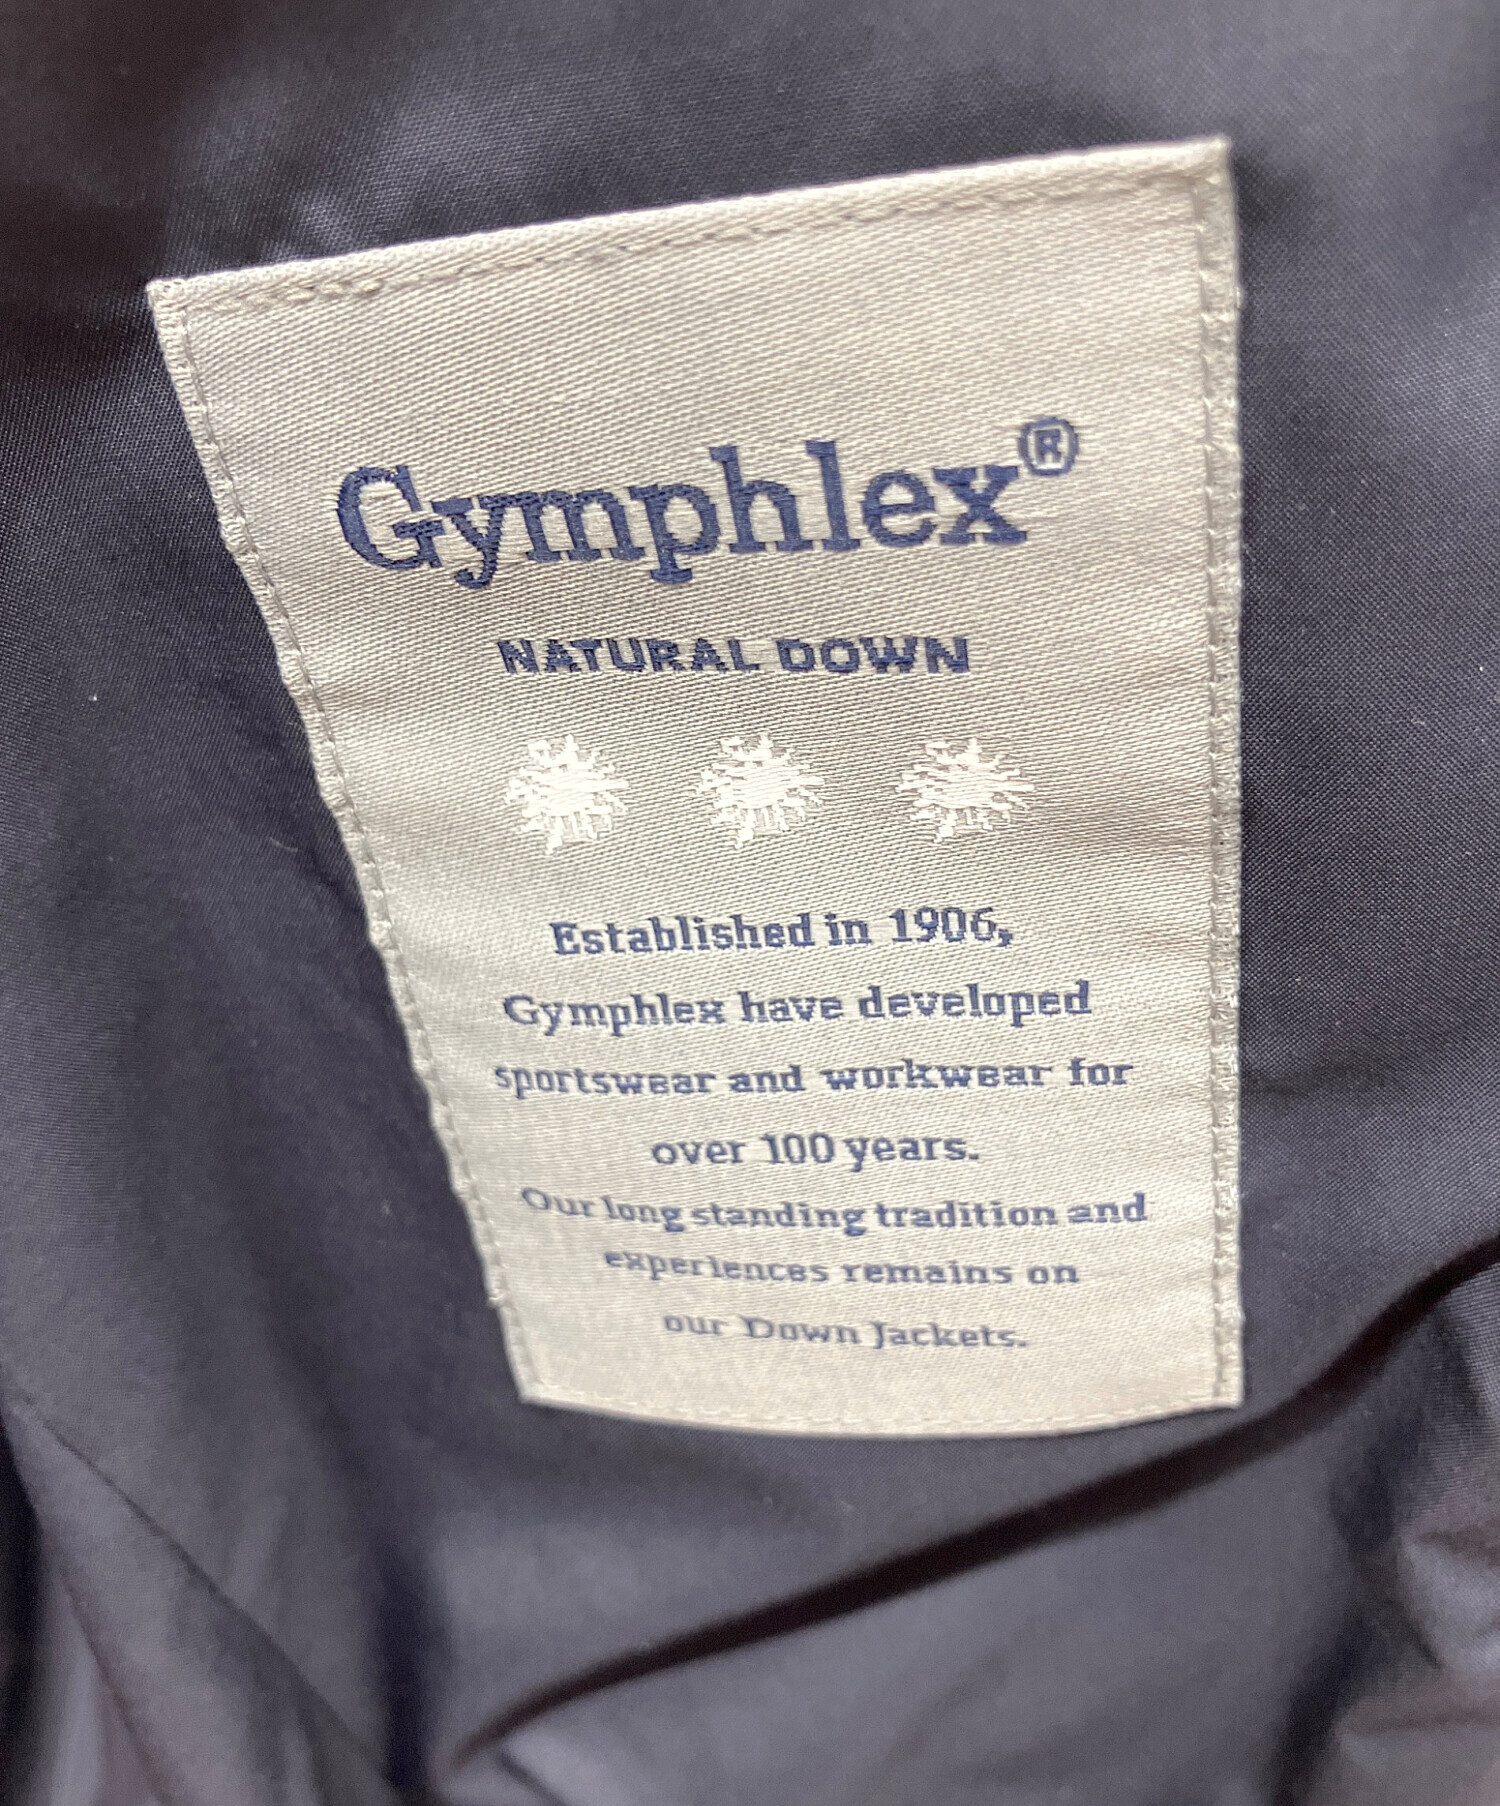 Gymphlex®
NATURAL DOWN
Established in 1906,
Gymphlex have developed
sportswear and workwear for
over 100 years.
Our long standing tradition and
experiences remains on
our Down Jackets.